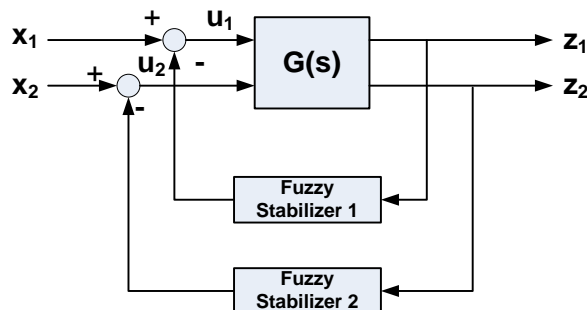 x₁ + u₁ G(s) z₁
-
x₂ + u₂ z₂
-
Fuzzy
Stabilizer 1
Fuzzy
Stabilizer 2